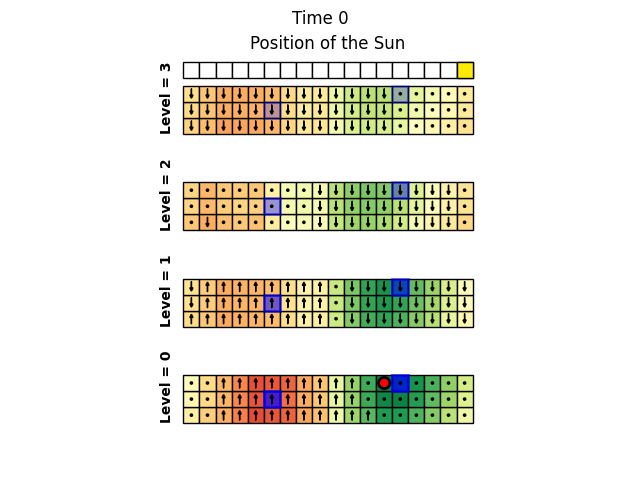 Time 0
Position of the Sun
Level = 3
Level = 2
Level = 1
Level = 0